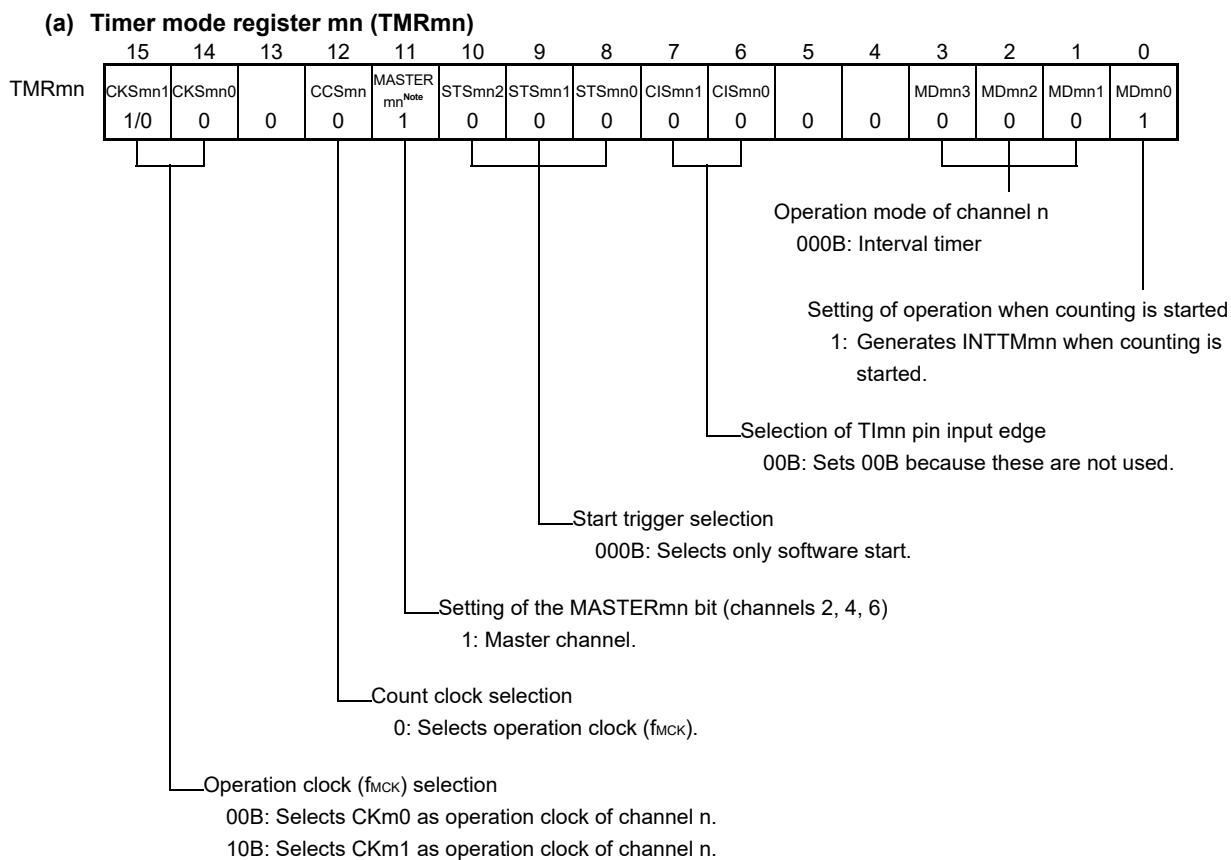 (a) Timer mode register mn (TMRmn)
15 14 13 12 11 10 9 8 7 6 5 4 3 2 1 0
TMRmn CKSmn1 CKSmn0 CCSmn MASTER mnNote STSmn2 STSmn1 STSmn0 CISmn1 CISmn0 MDmn3 MDmn2 MDmn1 MDmn0
1/0 0 0 0 1 0 0 0 0 0 0 0 0 0 0 1
Operation mode of channel n
000B: Interval timer
Setting of operation when counting is started
1: Generates INTTMmn when counting is
started.
Selection of TImn pin input edge
00B: Sets 00B because these are not used.
Start trigger selection
000B: Selects only software start.
Setting of the MASTERmn bit (channels 2, 4, 6)
1: Master channel.
Count clock selection
0: Selects operation clock (fMCK).
Operation clock (fMCK) selection
00B: Selects CKm0 as operation clock of channel n.
10B: Selects CKm1 as operation clock of channel n.